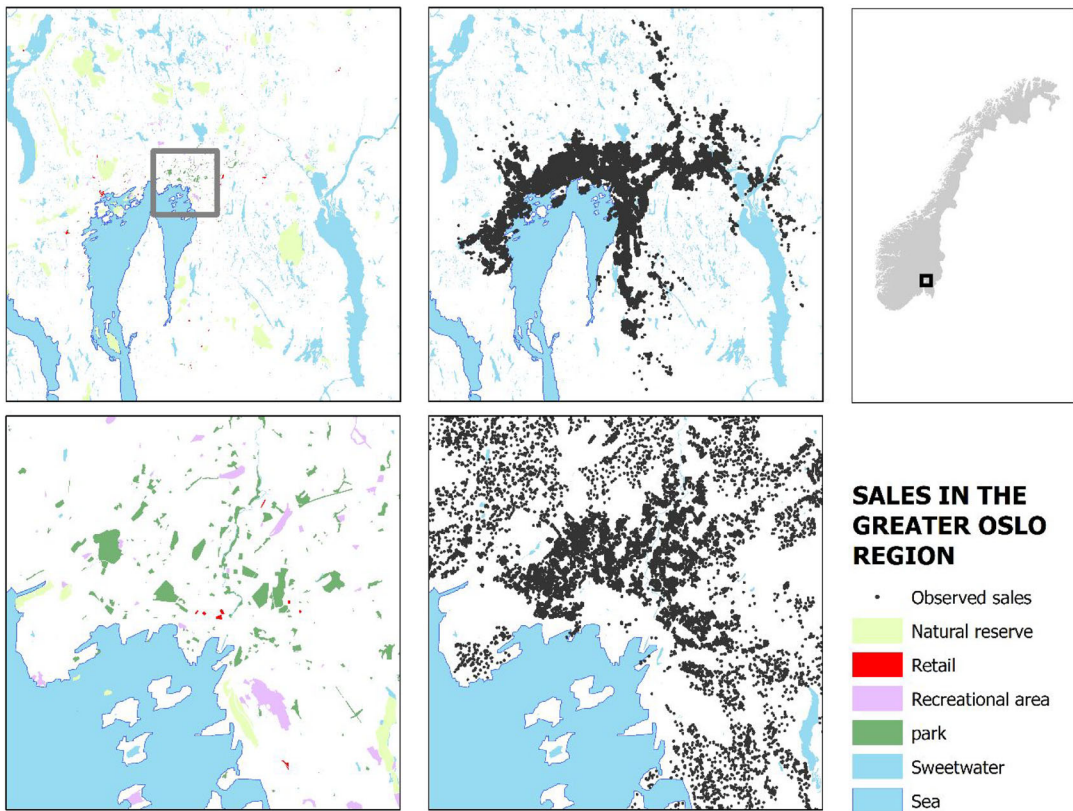 SALES IN THE
GREATER OSLO
REGION
Observed sales
Natural reserve
Retail
Recreational area
park
Sweetwater
Sea